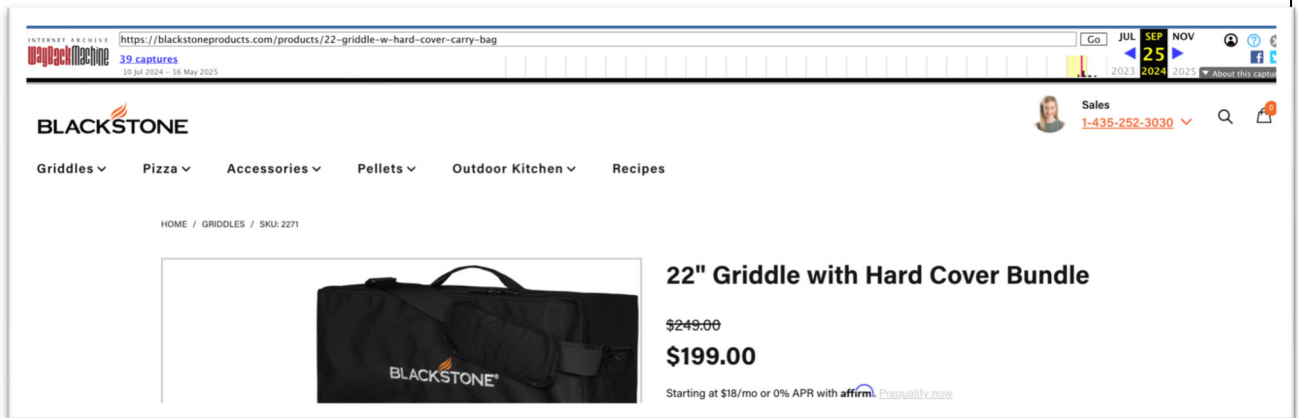 INTERNET ARCHIVE
WayBackMachine
https://blackstoneproducts.com/products/22-griddle-w-hard-cover-carry-bag
Go
JUL SEP NOV
39 captures
25
10 Jul 2024 – 16 May 2025
2023 2024 2025
▼ About this captu
BLACKSTONE
Sales
1-435-252-3030
0
Griddles Pizza Accessories Pellets Outdoor Kitchen Recipes
HOME / GRIDDLES / SKU: 2271
22" Griddle with Hard Cover Bundle
$249.00
$199.00
BLACKSTONE®
Starting at $18/mo or 0% APR with affirm. Prequalify now